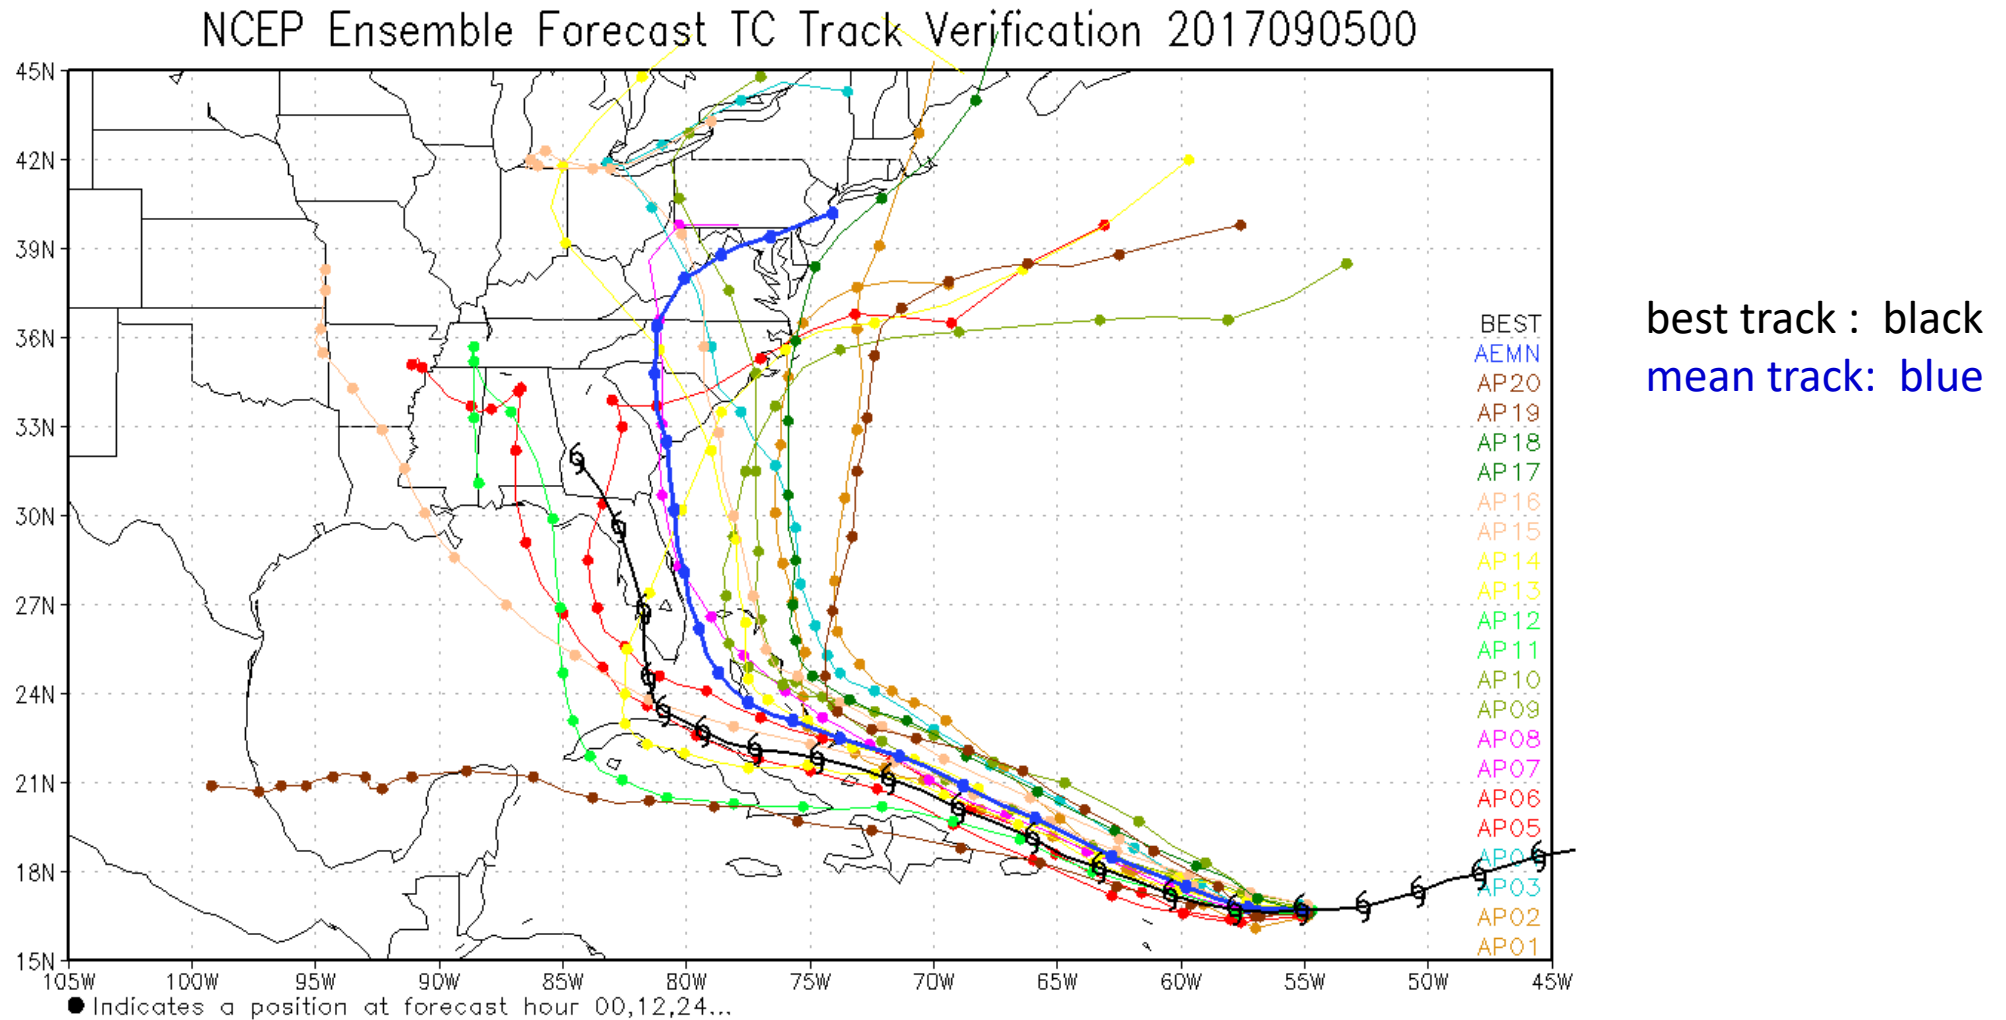 NCEP Ensemble Forecast TC Track Verification 2017090500
45N
42N
39N
36N
33N
30N
27N
24N
21N
18N
15N
105W 100W 95W 90W 85W 80W 75W 70W 65W 60W 55W 50W 45W
BEST
AEMN
AP20
AP19
AP18
AP17
AP16
AP15
AP14
AP13
AP12
AP11
AP10
AP09
AP08
AP07
AP06
AP05
AP04
AP03
AP02
AP01
Indicates a position at forecast hour 00,12,24...
best track : black
mean track: blue